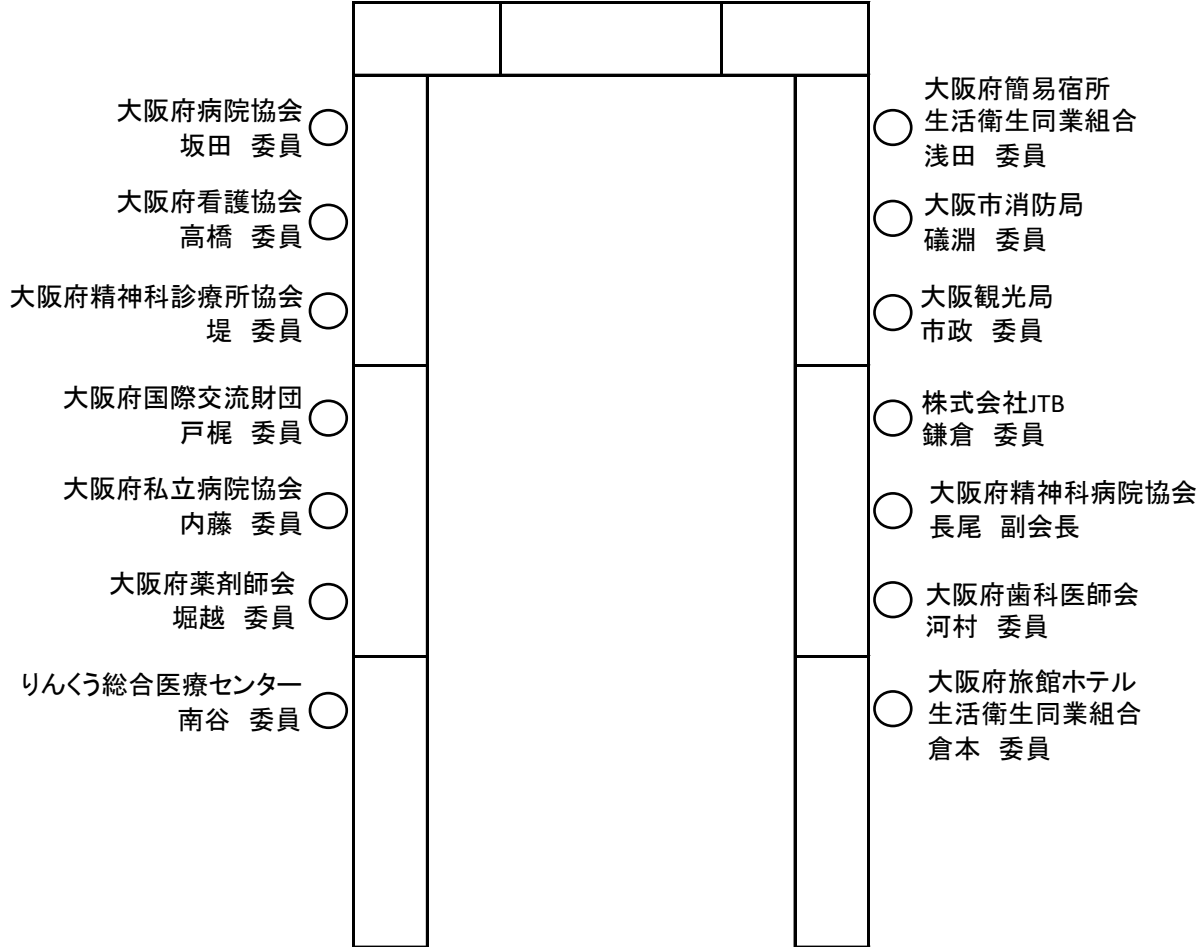 大阪府病院協会
坂田　委員
大阪府看護協会
高橋　委員
大阪府精神科診療所協会
堤　委員
大阪府国際交流財団
戸梶　委員
大阪府私立病院協会
内藤　委員
大阪府薬剤師会
堀越　委員
りんくう総合医療センター
南谷　委員
大阪府簡易宿所
生活衛生同業組合
浅田　委員
大阪市消防局
礒淵　委員
大阪観光局
市政　委員
株式会社JTB
鎌倉　委員
大阪府精神科病院協会
長尾　副会長
大阪府歯科医師会
河村　委員
大阪府旅館ホテル
生活衛生同業組合
倉本　委員